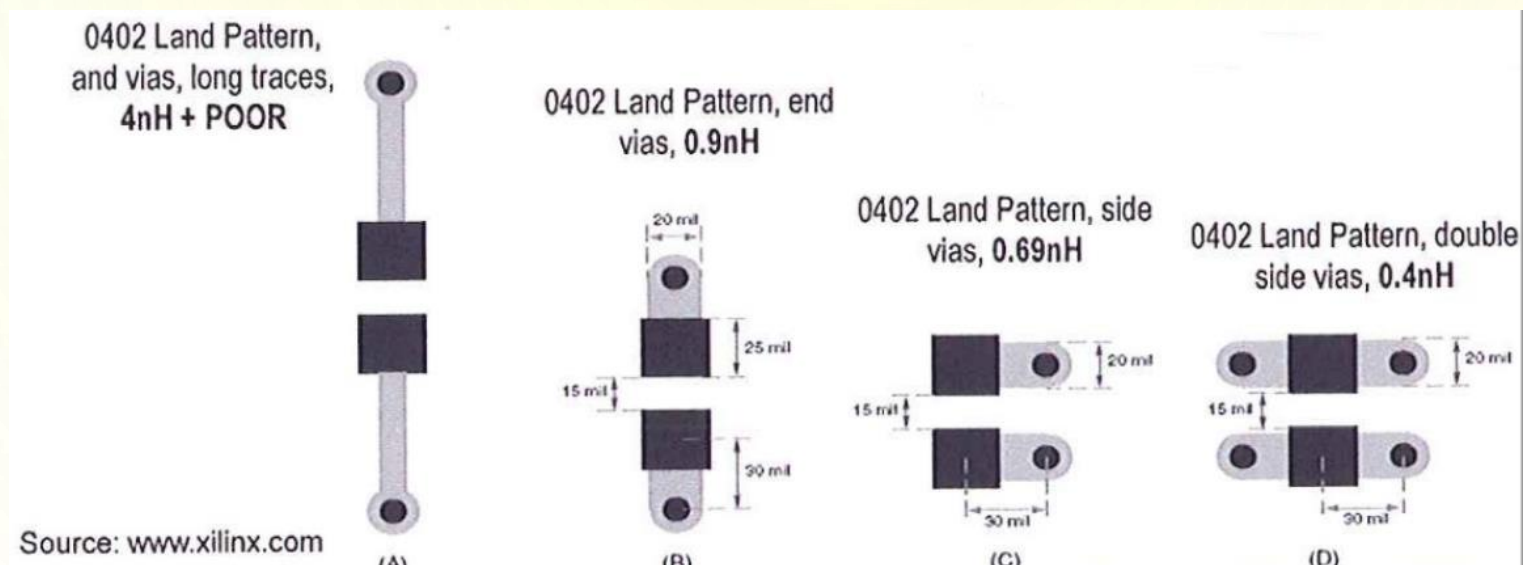 0402 Land Pattern,
and vias, long traces,
4nH + POOR
0402 Land Pattern, end
vias, 0.9nH
0402 Land Pattern, side
vias, 0.69nH
0402 Land Pattern, double
side vias, 0.4nH
20 mil
25 mil
15 mil
30 mil
20 mil
15 mil
30 mil
20 mil
15 mil
30 mil
Source: www.xilinx.com
(A)
(B)
(C)
(D)